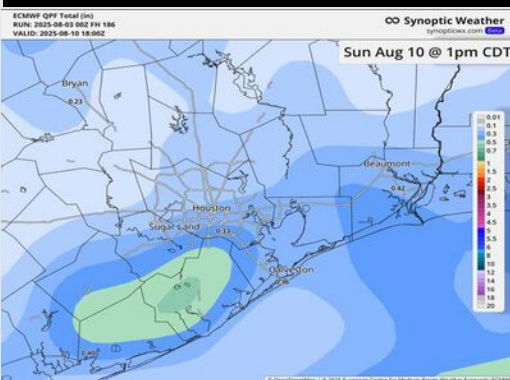 ECMWF QPF Total (in)
RUN: 2025-08-03 00Z FH 186
VALID: 2025-08-10 18:00Z
Synoptic Weather
synopticwx.com Beta
Sun Aug 10 @ 1pm CDT
Bryan
0.23
Beaumont
0.42
Houston
Sugar Land
0.33
Galveston
0.40
0.01
0.1
0.3
0.5
0.7
1
1.5
2
2.5
3
3.5
4
4.5
5
5.5
6
8
10
12
14
16
18
20